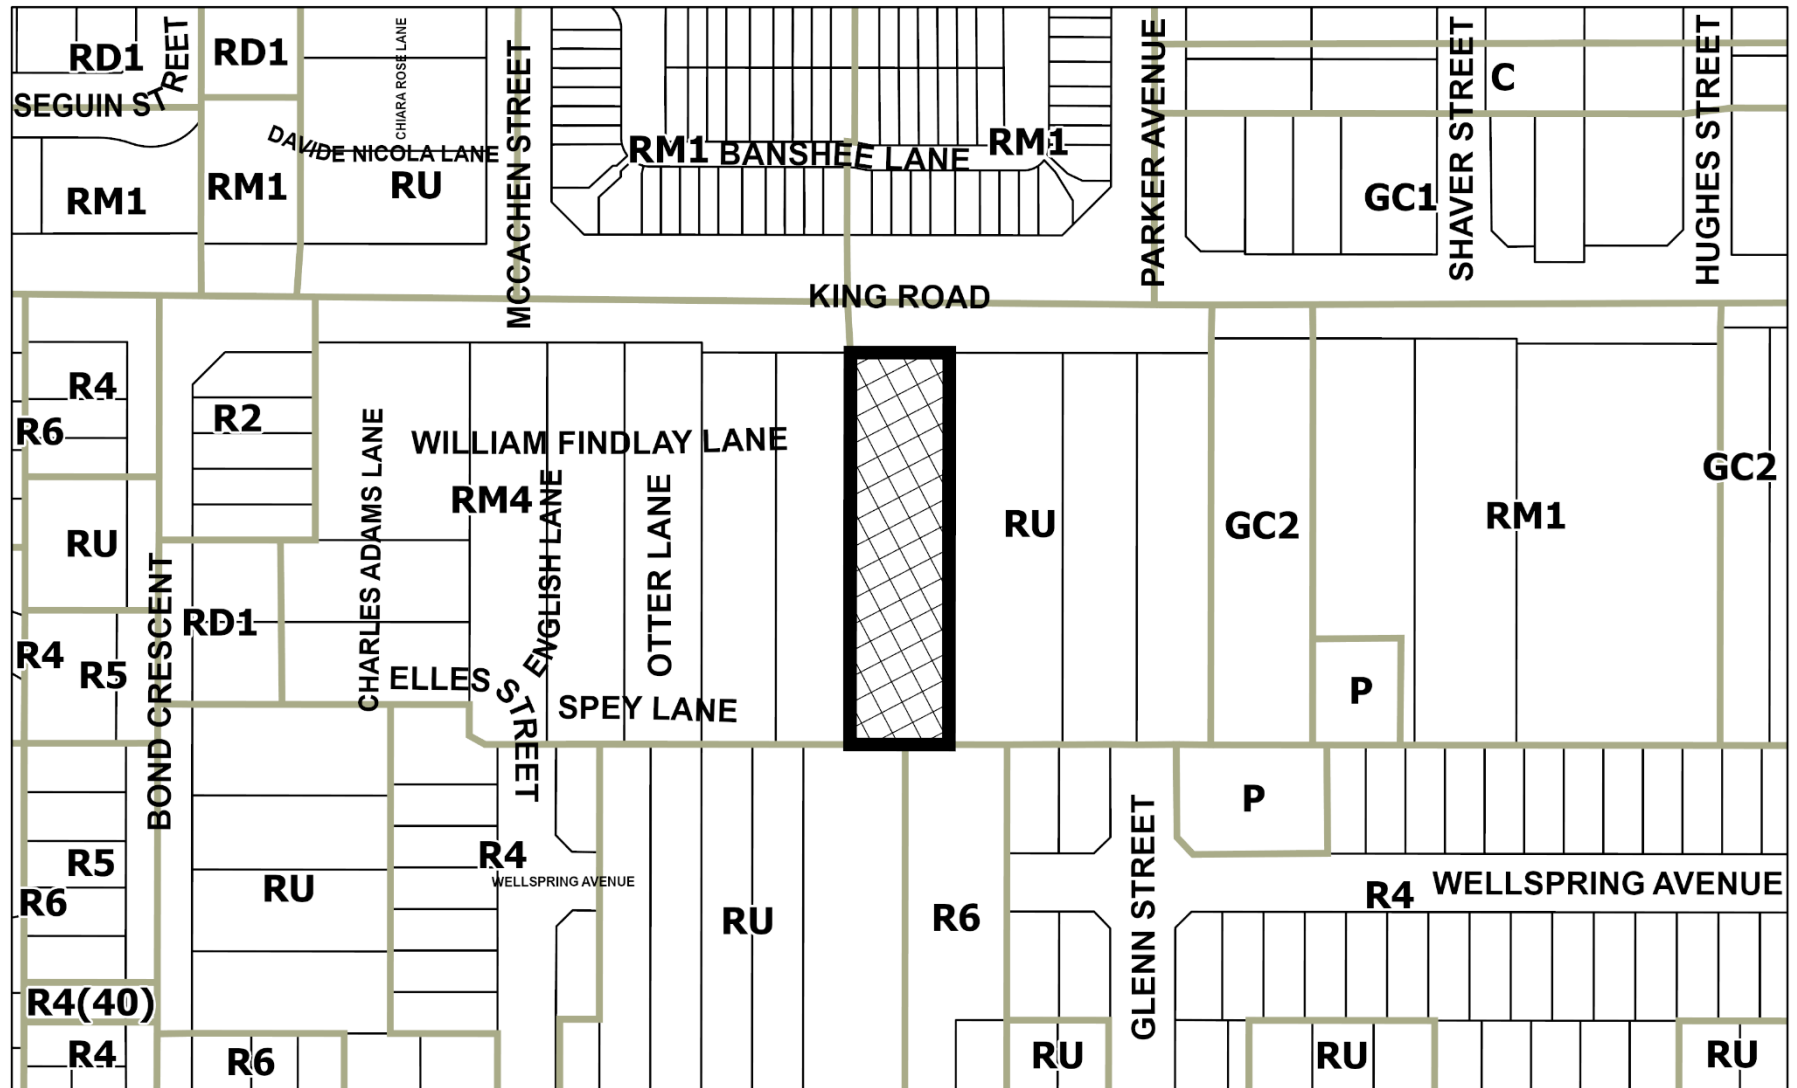 RD1
SEGUIN STREET
RD1
CHIARA ROSE LANE
DAVIDE NICOLA LANE
RM1
RM1
RU
MCCACHEN STREET
RM1
BANSHEE LANE
RM1
PARKER AVENUE
C
GC1
SHAVER STREET
HUGHES STREET
KING ROAD
R4
R6
R2
WILLIAM FINDLAY LANE
CHARLES ADAMS LANE
RM4
ENGLISH LANE
OTTER LANE
RU
GC2
RM1
GC2
RU
BOND CRESCENT
RD1
R4
R5
ELLES STREET
SPEY LANE
P
P
R5
R6
RU
R4
WELLSPRING AVENUE
RU
R6
GLENN STREET
R4
WELLSPRING AVENUE
R4(40)
R4
R6
RU
RU
RU